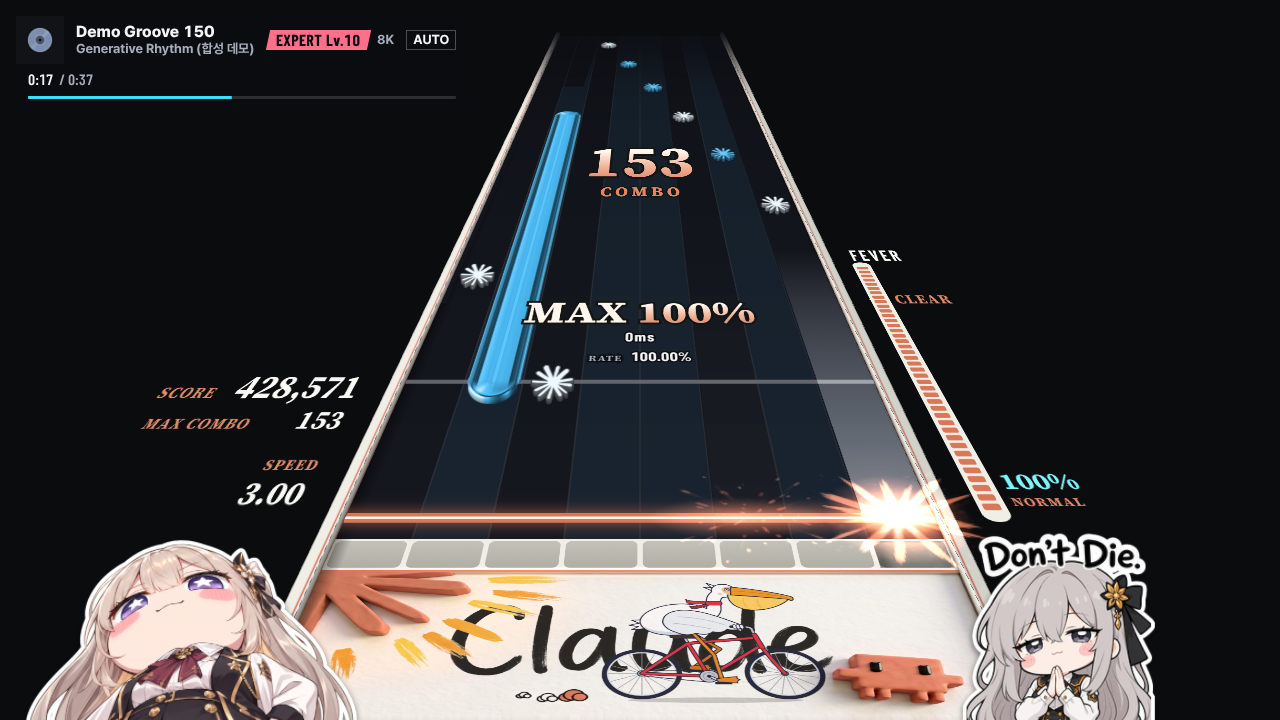 Demo Groove 150
Generative Rhythm (합성 데모)
EXPERT Lv.10
8K
AUTO
0:17 / 0:37
153
COMBO
FEVER
CLEAR
MAX 100%
0ms
RATE 100.00%
SCORE 428,571
MAX COMBO 153
SPEED
3.00
100%
NORMAL
Don't Die.
Claude